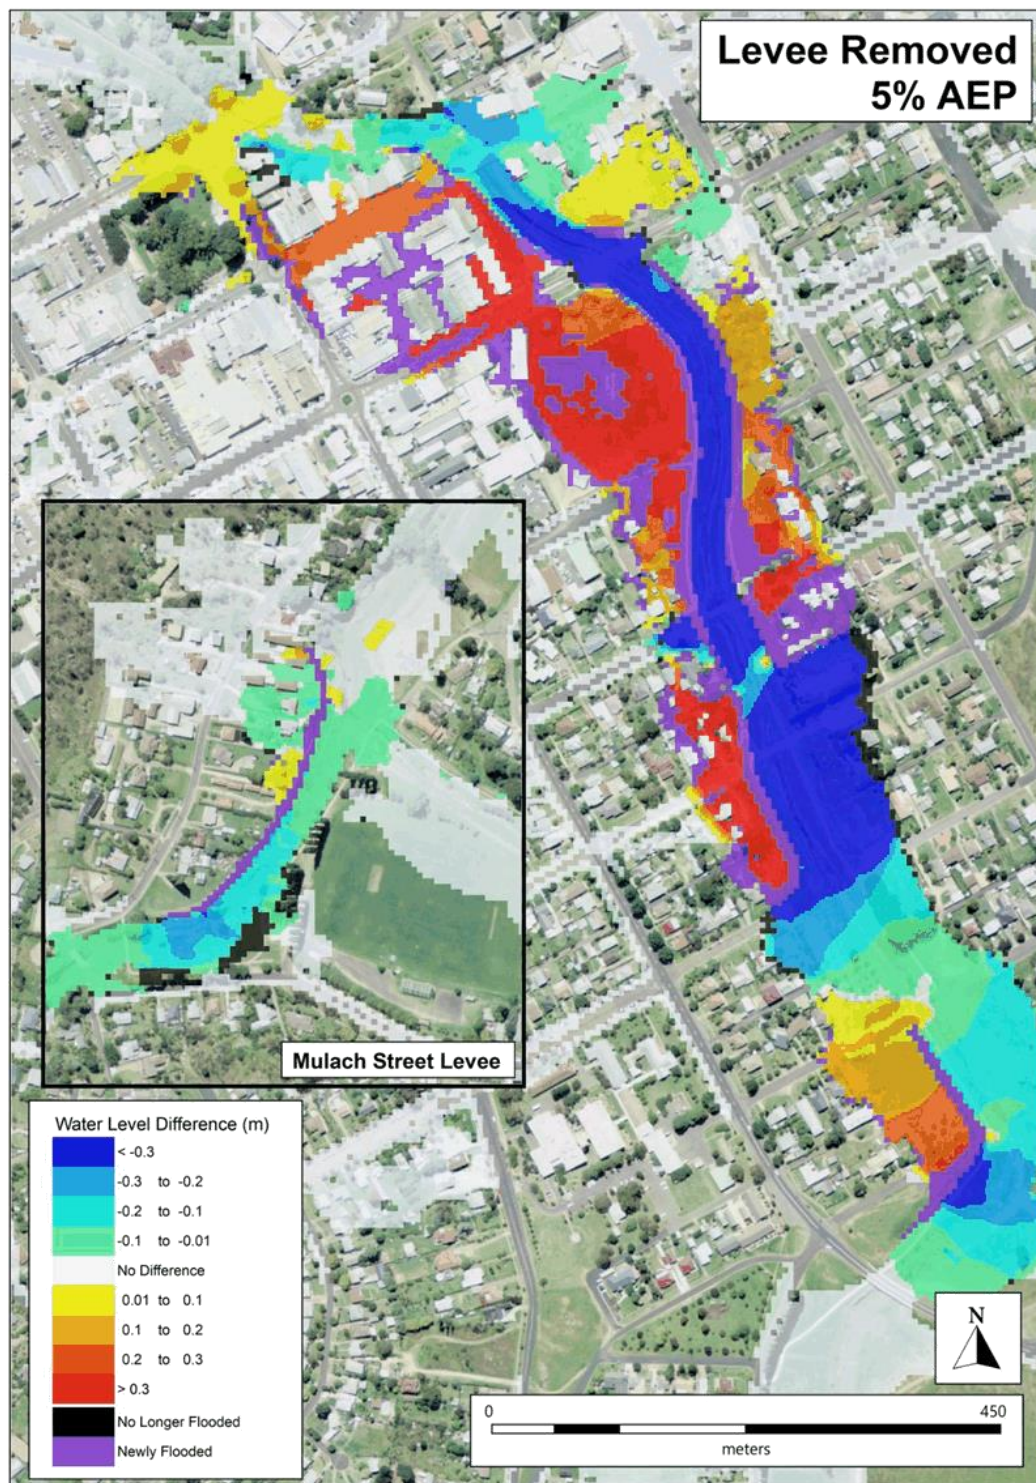 Levee Removed
5% AEP
Mulach Street Levee
Water Level Difference (m)
< -0.3
-0.3 to -0.2
-0.2 to -0.1
-0.1 to -0.01
No Difference
0.01 to 0.1
0.1 to 0.2
0.2 to 0.3
> 0.3
No Longer Flooded
Newly Flooded
N
0 450
meters